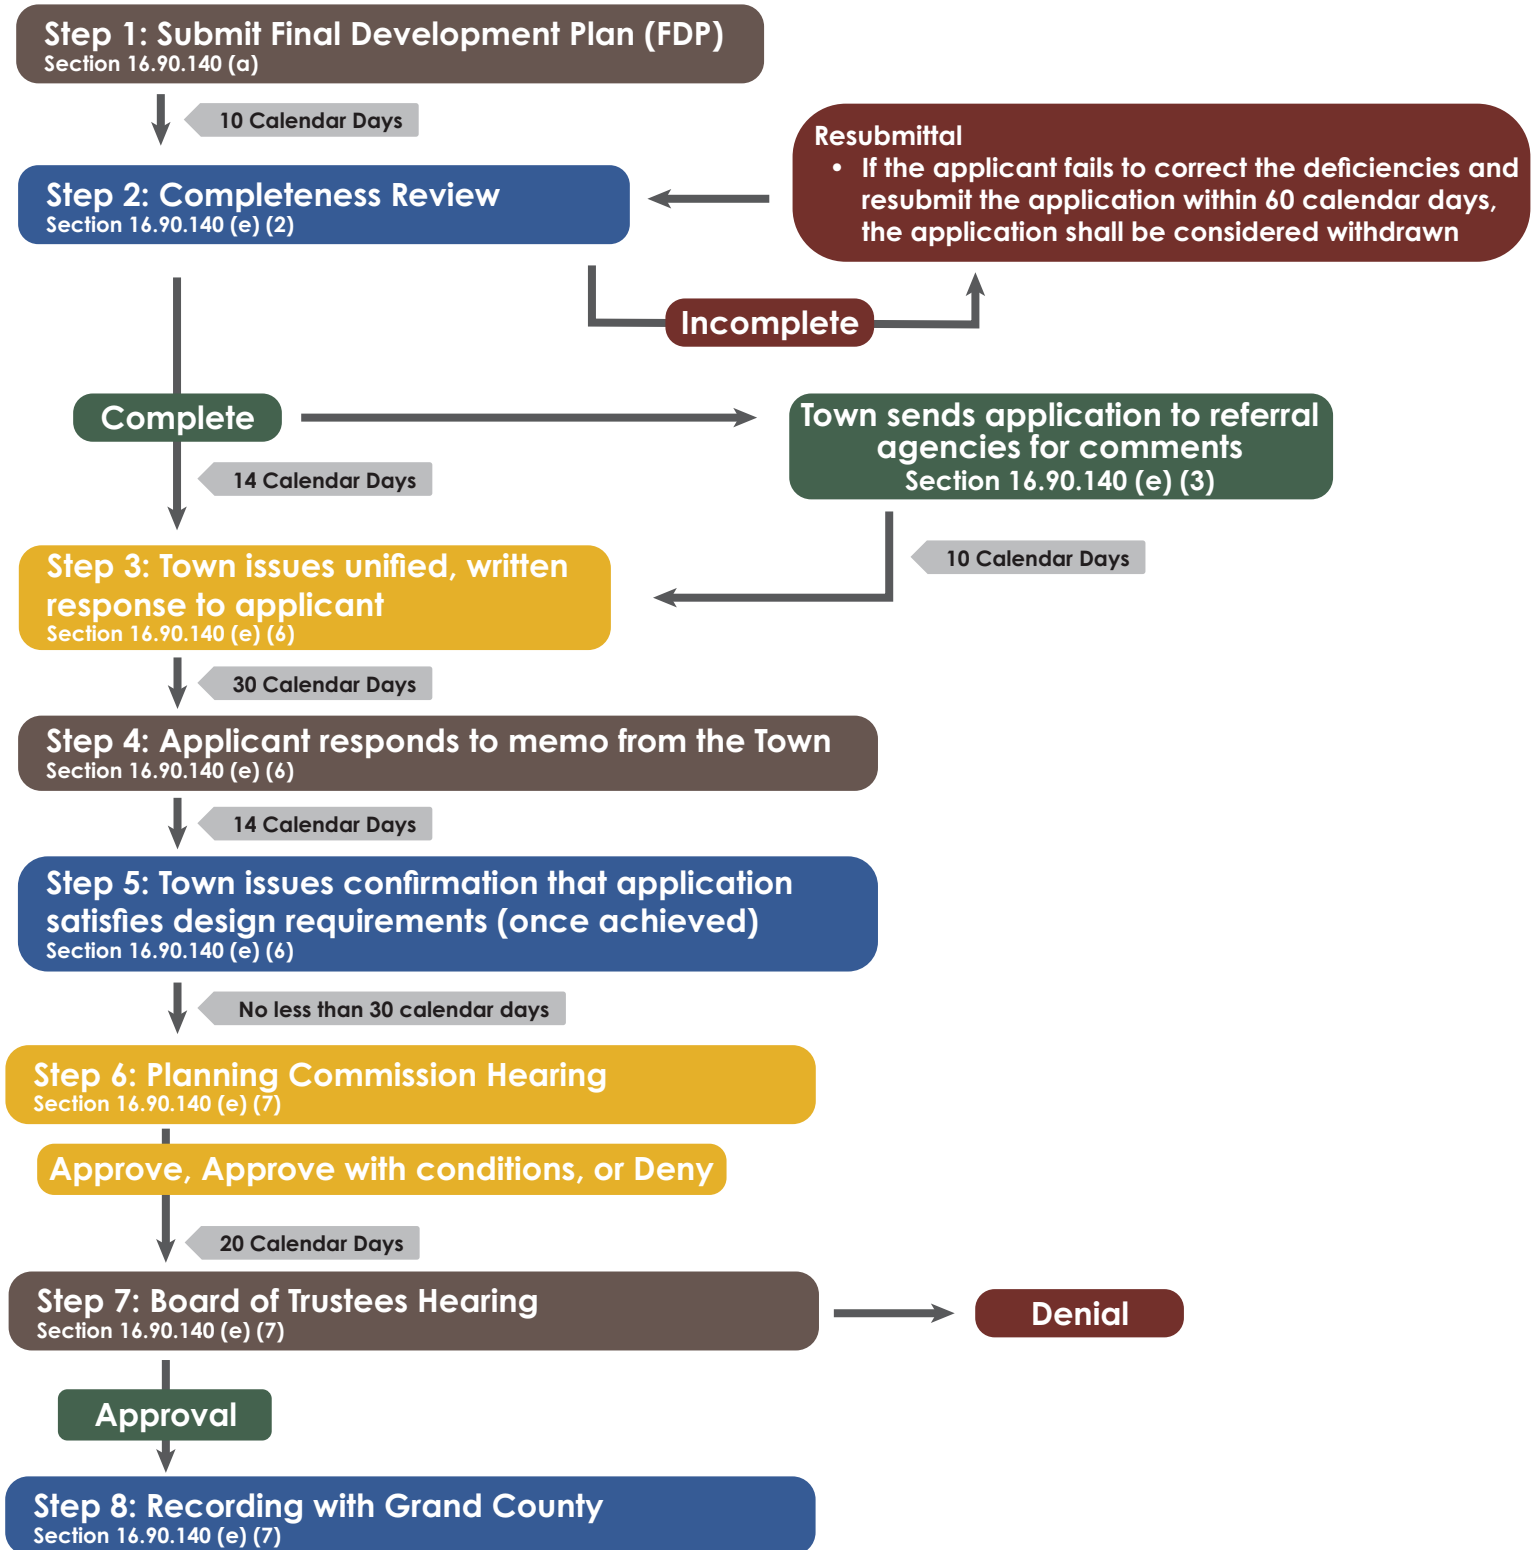 Step 1: Submit Final Development Plan (FDP)
Section 16.90.140 (a)
10 Calendar Days
Resubmittal
• If the applicant fails to correct the deficiencies and
resubmit the application within 60 calendar days,
the application shall be considered withdrawn
Step 2: Completeness Review
Section 16.90.140 (e) (2)
Incomplete
Complete
Town sends application to referral
agencies for comments
Section 16.90.140 (e) (3)
14 Calendar Days
10 Calendar Days
Step 3: Town issues unified, written
response to applicant
Section 16.90.140 (e) (6)
30 Calendar Days
Step 4: Applicant responds to memo from the Town
Section 16.90.140 (e) (6)
14 Calendar Days
Step 5: Town issues confirmation that application
satisfies design requirements (once achieved)
Section 16.90.140 (e) (6)
No less than 30 calendar days
Step 6: Planning Commission Hearing
Section 16.90.140 (e) (7)
Approve, Approve with conditions, or Deny
20 Calendar Days
Step 7: Board of Trustees Hearing
Section 16.90.140 (e) (7)
Denial
Approval
Step 8: Recording with Grand County
Section 16.90.140 (e) (7)